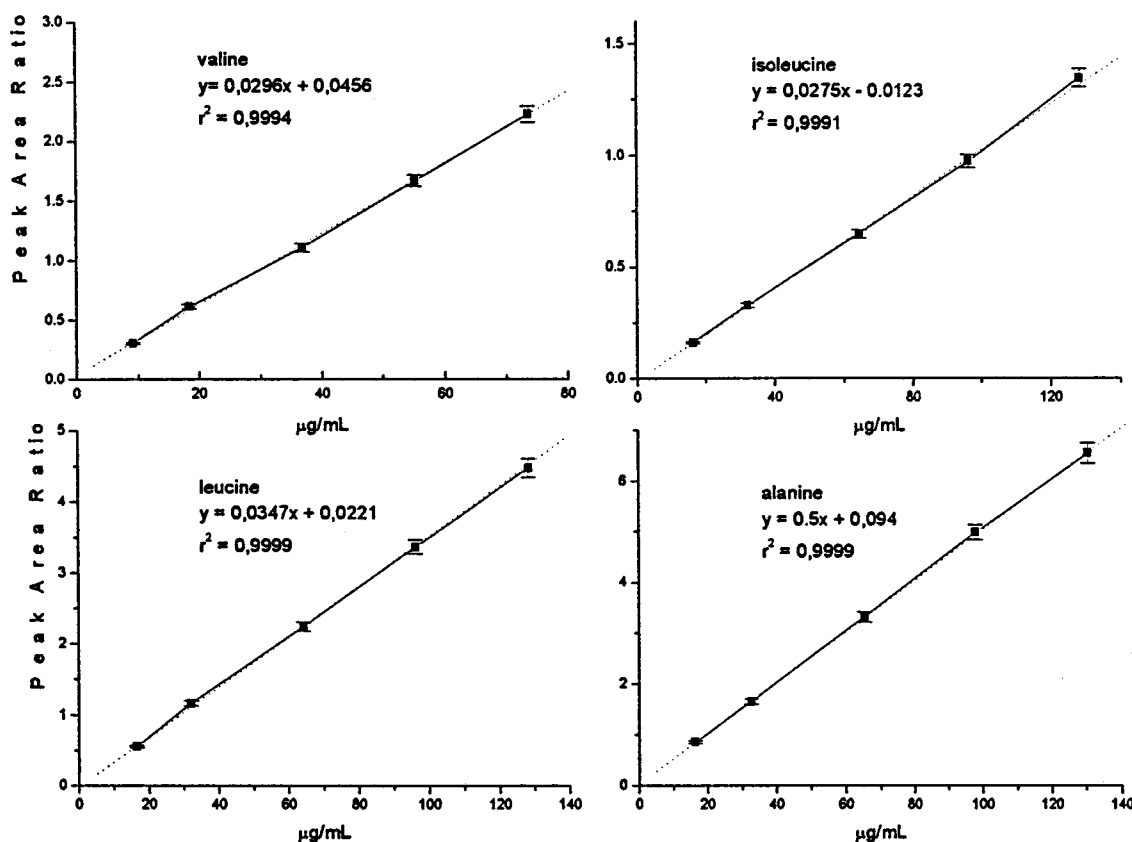 Peak Area Ratio
3.0
2.5
2.0
1.5
1.0
0.5
0.0
valine
y= 0,0296x + 0,0456
r² = 0,9994
0
20
40
60
80
µg/mL
1.5
1.0
0.5
0.0
isoleucine
y = 0,0275x - 0.0123
r² = 0,9991
0
20
40
60
80
100
120
µg/mL
Peak Area Ratio
5
4
3
2
1
0
leucine
y = 0,0347x + 0,0221
r² = 0,9999
0
20
40
60
80
100
120
140
µg/mL
6
4
2
0
alanine
y = 0.5x + 0,094
r² = 0,9999
0
20
40
60
80
100
120
140
µg/mL